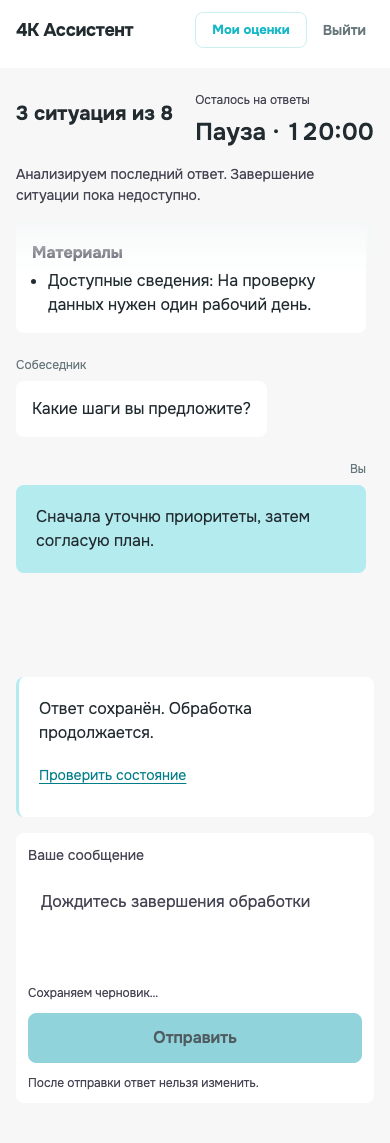 4K Ассистент
Мои оценки
Выйти
3 ситуация из 8
Осталось на ответы
Пауза · 120:00
Анализируем последний ответ. Завершение
ситуации пока недоступно.
Материалы
• Доступные сведения: На проверку
данных нужен один рабочий день.
Собеседник
Какие шаги вы предложите?
Вы
Сначала уточню приоритеты, затем
согласую план.
Ответ сохранён. Обработка
продолжается.
Проверить состояние
Ваше сообщение
Дождитесь завершения обработки
Сохраняем черновик...
Отправить
После отправки ответ нельзя изменить.